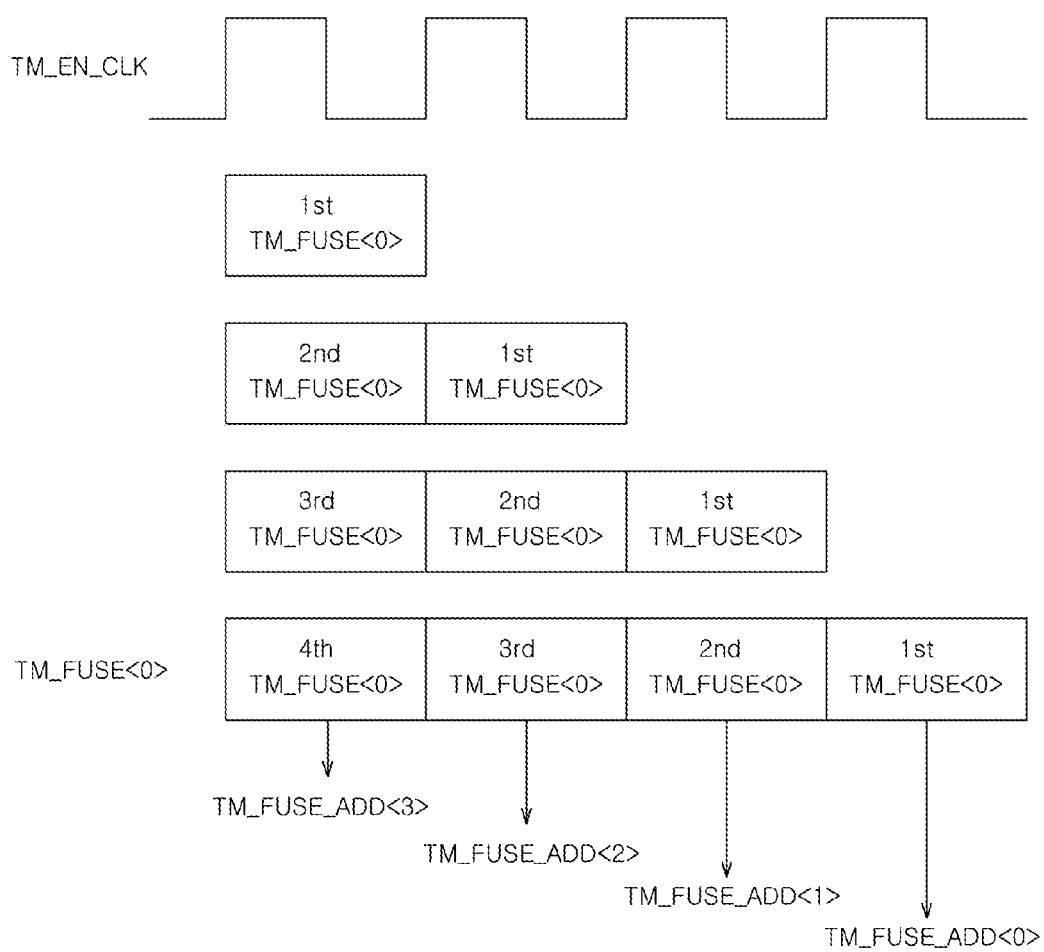 TM_EN_CLK
1st
TM_FUSE<0>
2nd
TM_FUSE<0>
1st
TM_FUSE<0>
3rd
TM_FUSE<0>
2nd
TM_FUSE<0>
1st
TM_FUSE<0>
TM_FUSE<0>
4th
TM_FUSE<0>
3rd
TM_FUSE<0>
2nd
TM_FUSE<0>
1st
TM_FUSE<0>
TM_FUSE_ADD<3>
TM_FUSE_ADD<2>
TM_FUSE_ADD<1>
TM_FUSE_ADD<0>